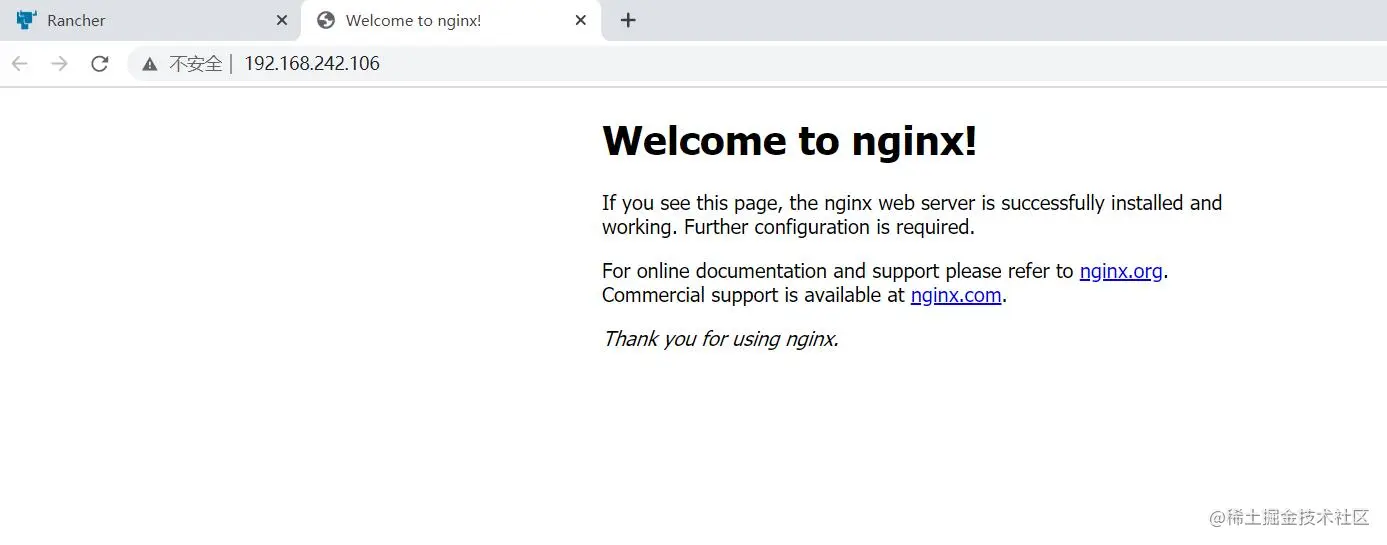 Rancher
Welcome to nginx!
不安全 | 192.168.242.106
Welcome to nginx!
If you see this page, the nginx web server is successfully installed and
working. Further configuration is required.
For online documentation and support please refer to nginx.org.
Commercial support is available at nginx.com.
Thank you for using nginx.
@稀土掘金技术社区